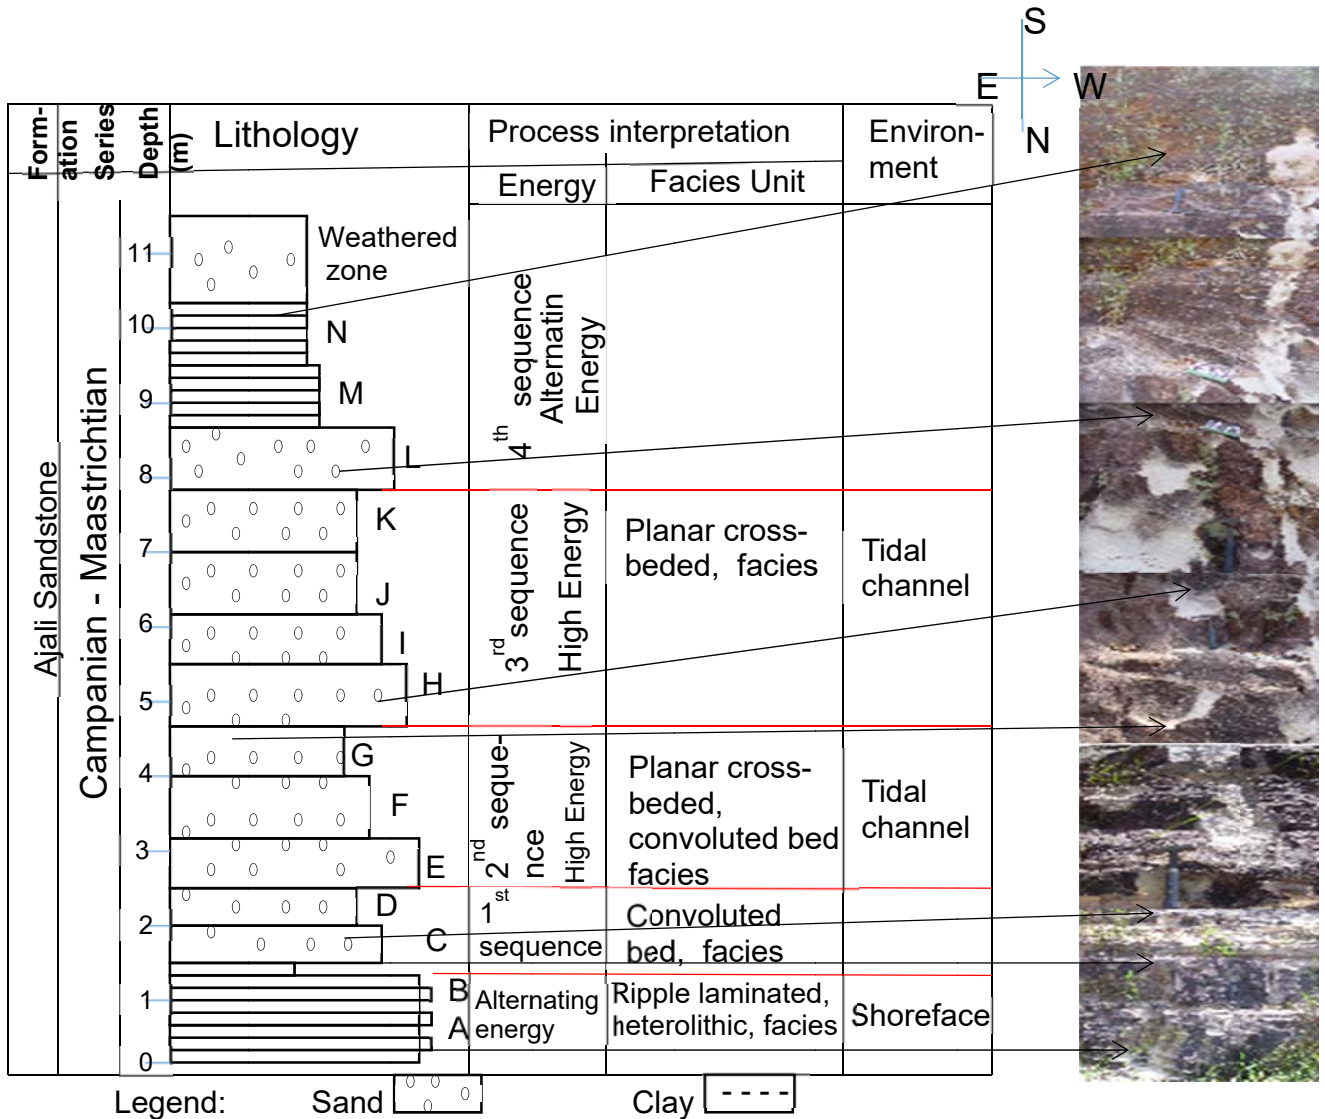 S
E
W
N
Form-
ation
Series
Depth
(m)
Lithology
Process interpretation
Environ-
ment
Energy
Facies Unit
Ajali Sandstone
Campanian - Maastrichtian
11
10
9
8
7
6
5
4
3
2
1
0
Weathered
zone
N
M
L
K
J
I
H
G
F
E
D
C
B
A
4th sequence
Alternatin
Energy
3rd sequence
High Energy
Planar cross-
beded, facies
Tidal
channel
2nd seque-
nce
High Energy
Planar cross-
beded,
convoluted bed
facies
Tidal
channel
1st
sequence
Convoluted
bed, facies
Alternating
energy
Ripple laminated,
heterolithic, facies
Shoreface
Legend: Sand Clay